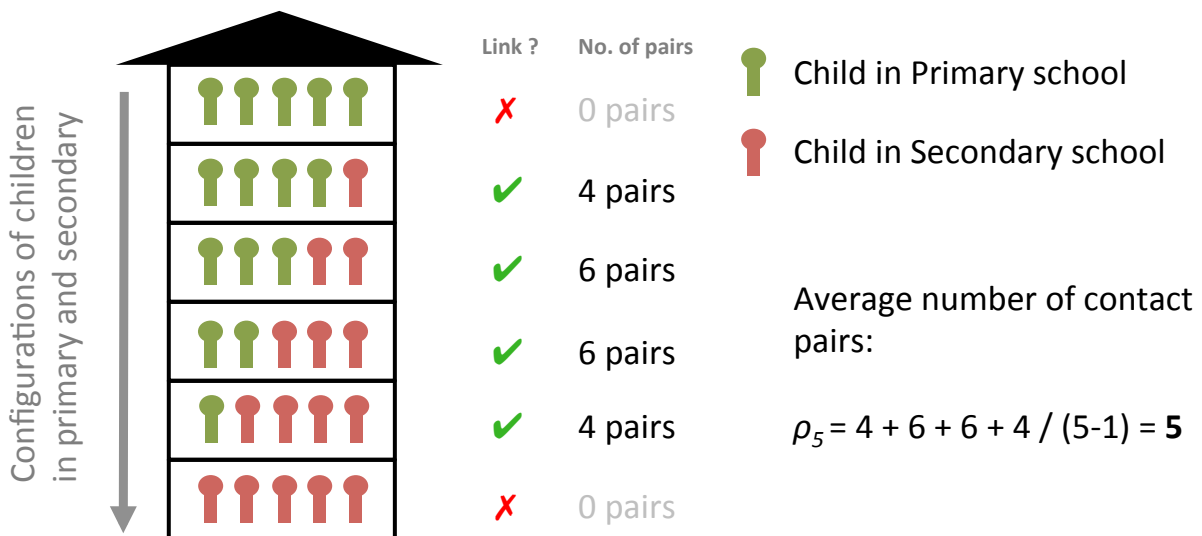 Configurations of children
in primary and secondary
Link ?
No. of pairs
✗ 0 pairs
✔ 4 pairs
✔ 6 pairs
✔ 6 pairs
✔ 4 pairs
✗ 0 pairs
Child in Primary school
Child in Secondary school
Average number of contact
pairs:
ρ5 = 4 + 6 + 6 + 4 / (5-1) = 5